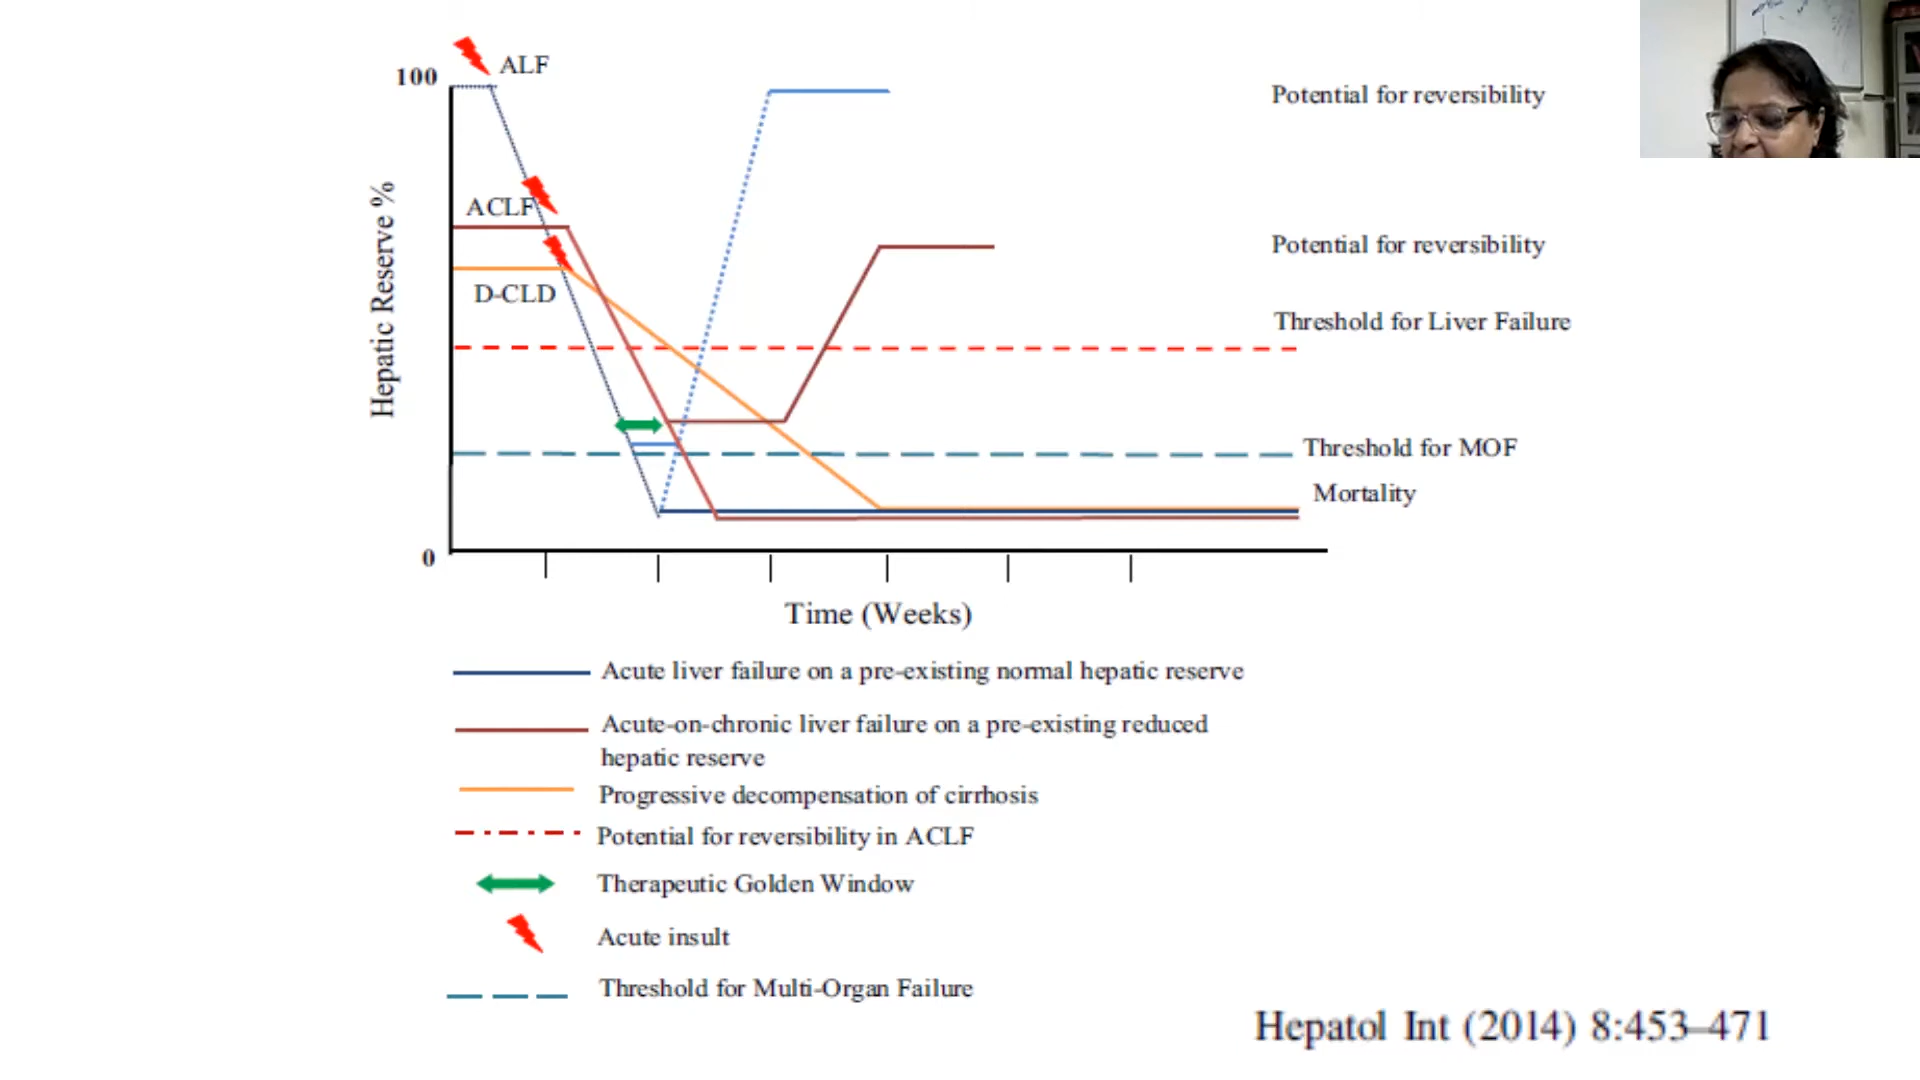 ALF
100
Potential for reversibility
ACLF
Potential for reversibility
D-CLD
Hepatic Reserve %
Threshold for Liver Failure
Threshold for MOF
Mortality
0
Time (Weeks)
Acute liver failure on a pre-existing normal hepatic reserve
Acute-on-chronic liver failure on a pre-existing reduced
hepatic reserve
Progressive decompensation of cirrhosis
Potential for reversibility in ACLF
Therapeutic Golden Window
Acute insult
Threshold for Multi-Organ Failure
Hepatol Int (2014) 8:453–471